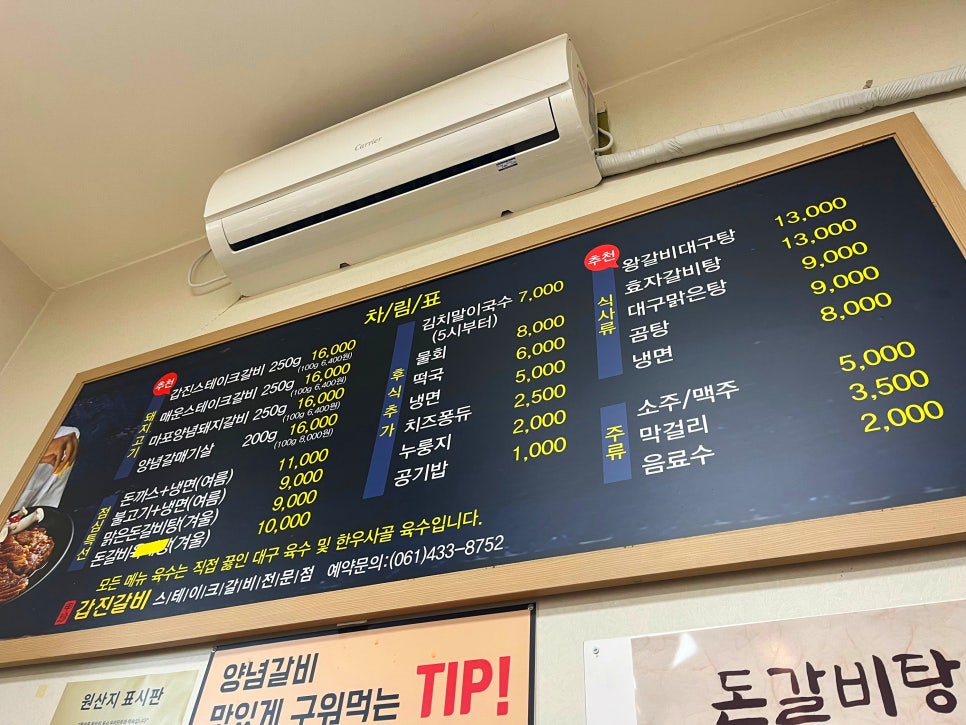 Carrier
차/림/표
추천
돼지고기
갑진스테이크갈비 250g 16,000
(100g 6,400원)
매운스테이크갈비 250g 16,000
(100g 6,400원)
마포양념돼지갈비 250g 16,000
(100g 6,400원)
양념갈매기살 200g 16,000
(100g 8,000원)
점심특선
돈까스+냉면(여름) 11,000
불고기+냉면(여름) 9,000
맑은돈갈비탕(겨울) 9,000
돈갈비 (겨울) 10,000
후식추가
김치말이국수 7,000
(5시부터)
물회 8,000
떡국 6,000
냉면 5,000
치즈퐁듀 2,500
누룽지 2,000
공기밥 1,000
추천
식사류
왕갈비대구탕 13,000
효자갈비탕 13,000
대구맑은탕 9,000
곰탕 9,000
냉면 8,000
주류
소주/맥주 5,000
막걸리 3,500
음료수 2,000
모든 메뉴 육수는 직접 끓인 대구 육수 및 한우사골 육수입니다.
갑진갈비 스|테|이|크|갈|비|전|문|점 예약문의:(061)433-8752
원산지 표시판
양념갈비
맛있게 구워먹는 TIP!
돈갈비탕